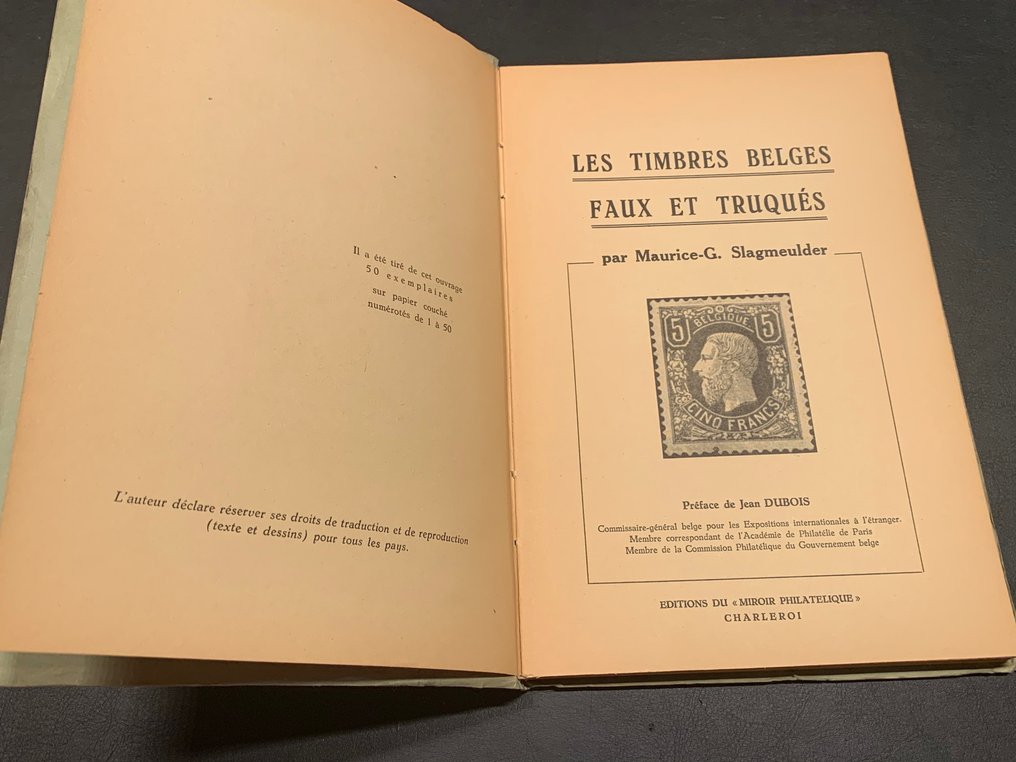 Il a été tiré de cet ouvrage
50 exemplaires
sur papier couché
numérotés de 1 à 50
L'auteur déclare réserver ses droits de traduction et de reproduction
(texte et dessins) pour tous les pays.
LES TIMBRES BELGES
FAUX ET TRUQUÉS
par Maurice-G. Slagmeulder
5 BELGIQUE 5
CINQ FRANCS
Préface de Jean DUBOIS
Commissaire-général belge pour les Expositions internationales à l'étranger.
Membre correspondant de l'Académie de Philatélie de Paris
Membre de la Commission Philatélique du Gouvernement belge
EDITIONS DU « MIROIR PHILATELIQUE »
CHARLEROI